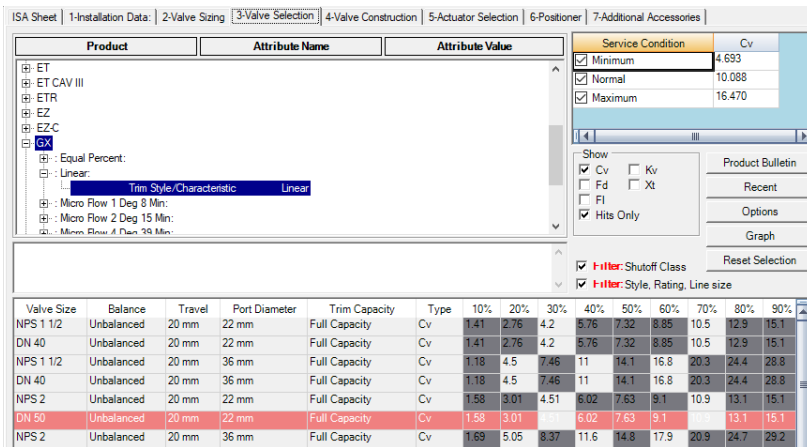 ISA Sheet 1-Installation Data: 2-Valve Sizing 3-Valve Selection 4-Valve Construction 5-Actuator Selection 6-Positioner 7-Additional Accessories
Product Attribute Name Attribute Value
ET
ET CAV III
ETR
EZ
EZ-C
GX
: Equal Percent:
: Linear:
Trim Style/Characteristic Linear
: Micro Flow 1 Deg 8 Min:
: Micro Flow 2 Deg 15 Min:
: Micro Flow 4 Deg 39 Min:
Service Condition Cv
Minimum 4.693
Normal 10.088
Maximum 16.470
Show
Cv Kv
Fd Xt
Fl
Hits Only
Product Bulletin
Recent
Options
Graph
Reset Selection
Filter: Shutoff Class
Filter: Style, Rating, Line size
Valve Size Balance Travel Port Diameter Trim Capacity Type 10% 20% 30% 40% 50% 60% 70% 80% 90%
NPS 1 1/2 Unbalanced 20 mm 22 mm Full Capacity Cv 1.41 2.76 4.2 5.76 7.32 8.85 10.5 12.9 15.1
DN 40 Unbalanced 20 mm 22 mm Full Capacity Cv 1.41 2.76 4.2 5.76 7.32 8.85 10.5 12.9 15.1
NPS 1 1/2 Unbalanced 20 mm 36 mm Full Capacity Cv 1.18 4.5 7.46 11 14.1 16.8 20.3 24.4 28.8
DN 40 Unbalanced 20 mm 36 mm Full Capacity Cv 1.18 4.5 7.46 11 14.1 16.8 20.3 24.4 28.8
NPS 2 Unbalanced 20 mm 22 mm Full Capacity Cv 1.58 3.01 4.51 6.02 7.63 9.1 10.9 13.1 15.1
DN 50 Unbalanced 20 mm 22 mm Full Capacity Cv 1.58 3.01 4.51 6.02 7.63 9.1 10.9 13.1 15.1
NPS 2 Unbalanced 20 mm 36 mm Full Capacity Cv 1.69 5.05 8.37 11.6 14.8 17.9 20.9 24.7 29.2